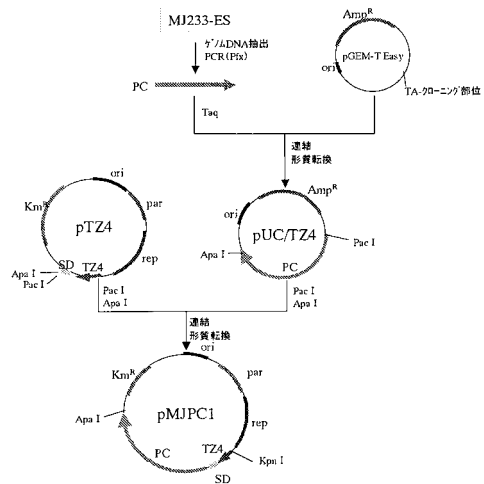 MJ233-ES
ゲノムDNA抽出
PCR(Pfx)
PC
Taq
Amp^R
pGEM-T Easy
ori
TA-クローニング部位
連結
形質転換
Km^R
ori
par
pTZ4
rep
SD
TZ4
Apa I
Pac I
Pac I
Apa I
Amp^R
ori
pUC/TZ4
Pac I
Apa I
PC
Pac I
Apa I
連結
形質転換
ori
Km^R
par
Apa I
pMJPC1
rep
TZ4
Kpn I
PC
SD